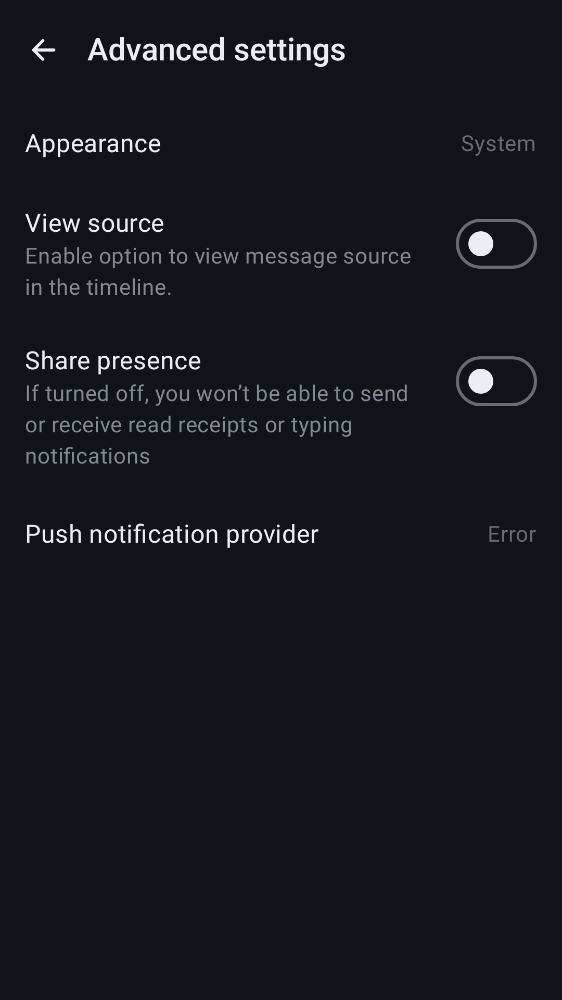 Advanced settings
Appearance
System
View source
Enable option to view message source
in the timeline.
Share presence
If turned off, you won’t be able to send
or receive read receipts or typing
notifications
Push notification provider
Error